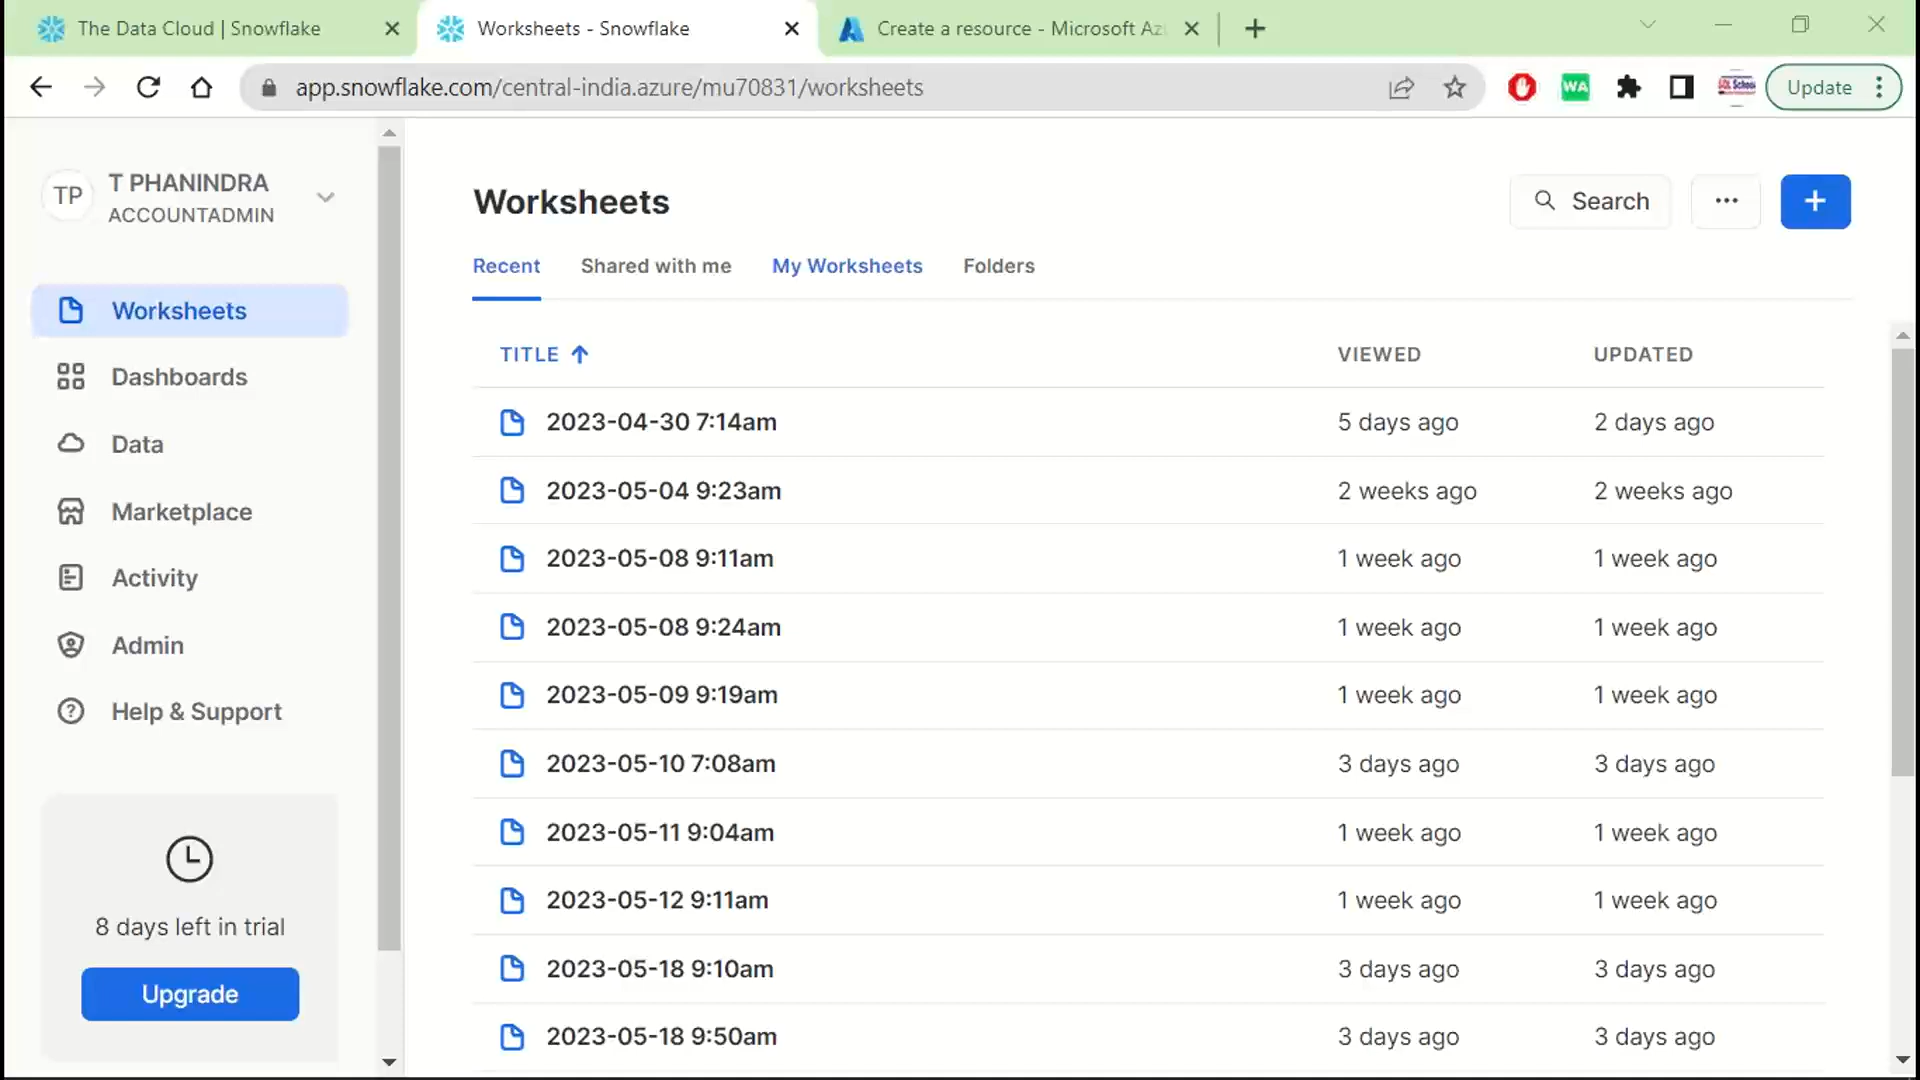 The Data Cloud | Snowflake
Worksheets - Snowflake
Create a resource - Microsoft Az
app.snowflake.com/central-india.azure/mu70831/worksheets
WA
SQL School
Update
TP
T PHANINDRA
ACCOUNTADMIN
Worksheets
Dashboards
Data
Marketplace
Activity
Admin
Help & Support
8 days left in trial
Upgrade
Worksheets
Search
Recent Shared with me My Worksheets Folders
TITLE VIEWED UPDATED
2023-04-30 7:14am 5 days ago 2 days ago
2023-05-04 9:23am 2 weeks ago 2 weeks ago
2023-05-08 9:11am 1 week ago 1 week ago
2023-05-08 9:24am 1 week ago 1 week ago
2023-05-09 9:19am 1 week ago 1 week ago
2023-05-10 7:08am 3 days ago 3 days ago
2023-05-11 9:04am 1 week ago 1 week ago
2023-05-12 9:11am 1 week ago 1 week ago
2023-05-18 9:10am 3 days ago 3 days ago
2023-05-18 9:50am 3 days ago 3 days ago